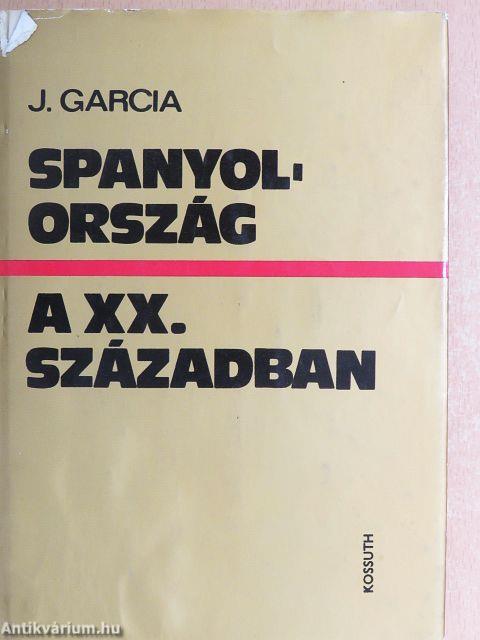 J. GARCIA
SPANYOL-
ORSZÁG
A XX.
SZÁZADBAN
KOSSUTH
Antikvárium.hu